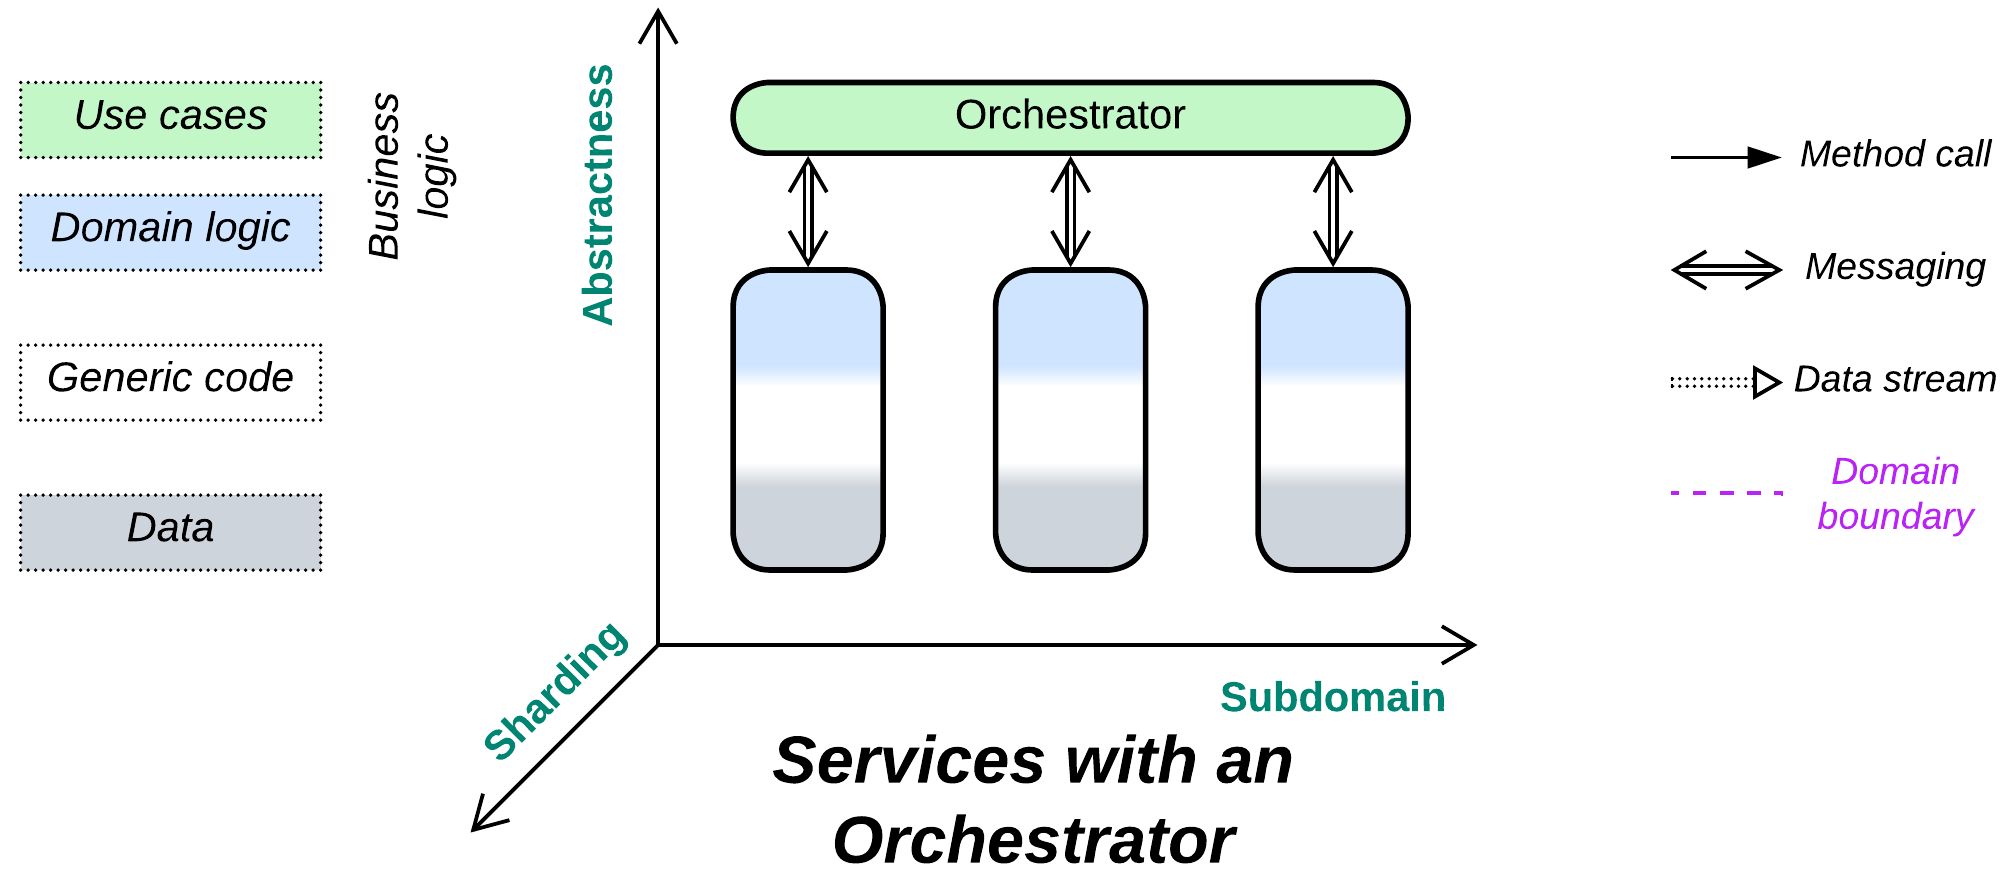 Use cases
Domain logic
Business
logic
Generic code
Data
Abstractness
Sharding
Subdomain
Orchestrator
Services with an
Orchestrator
Method call
Messaging
Data stream
Domain
boundary